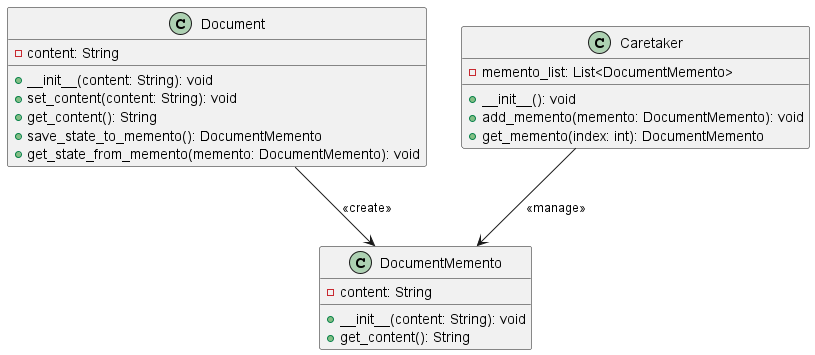 C Document
content: String
__init__(content: String): void
set_content(content: String): void
get_content(): String
save_state_to_memento(): DocumentMemento
get_state_from_memento(memento: DocumentMemento): void
C Caretaker
memento_list: List<DocumentMemento>
__init__(): void
add_memento(memento: DocumentMemento): void
get_memento(index: int): DocumentMemento
«create»
«manage»
C DocumentMemento
content: String
__init__(content: String): void
get_content(): String